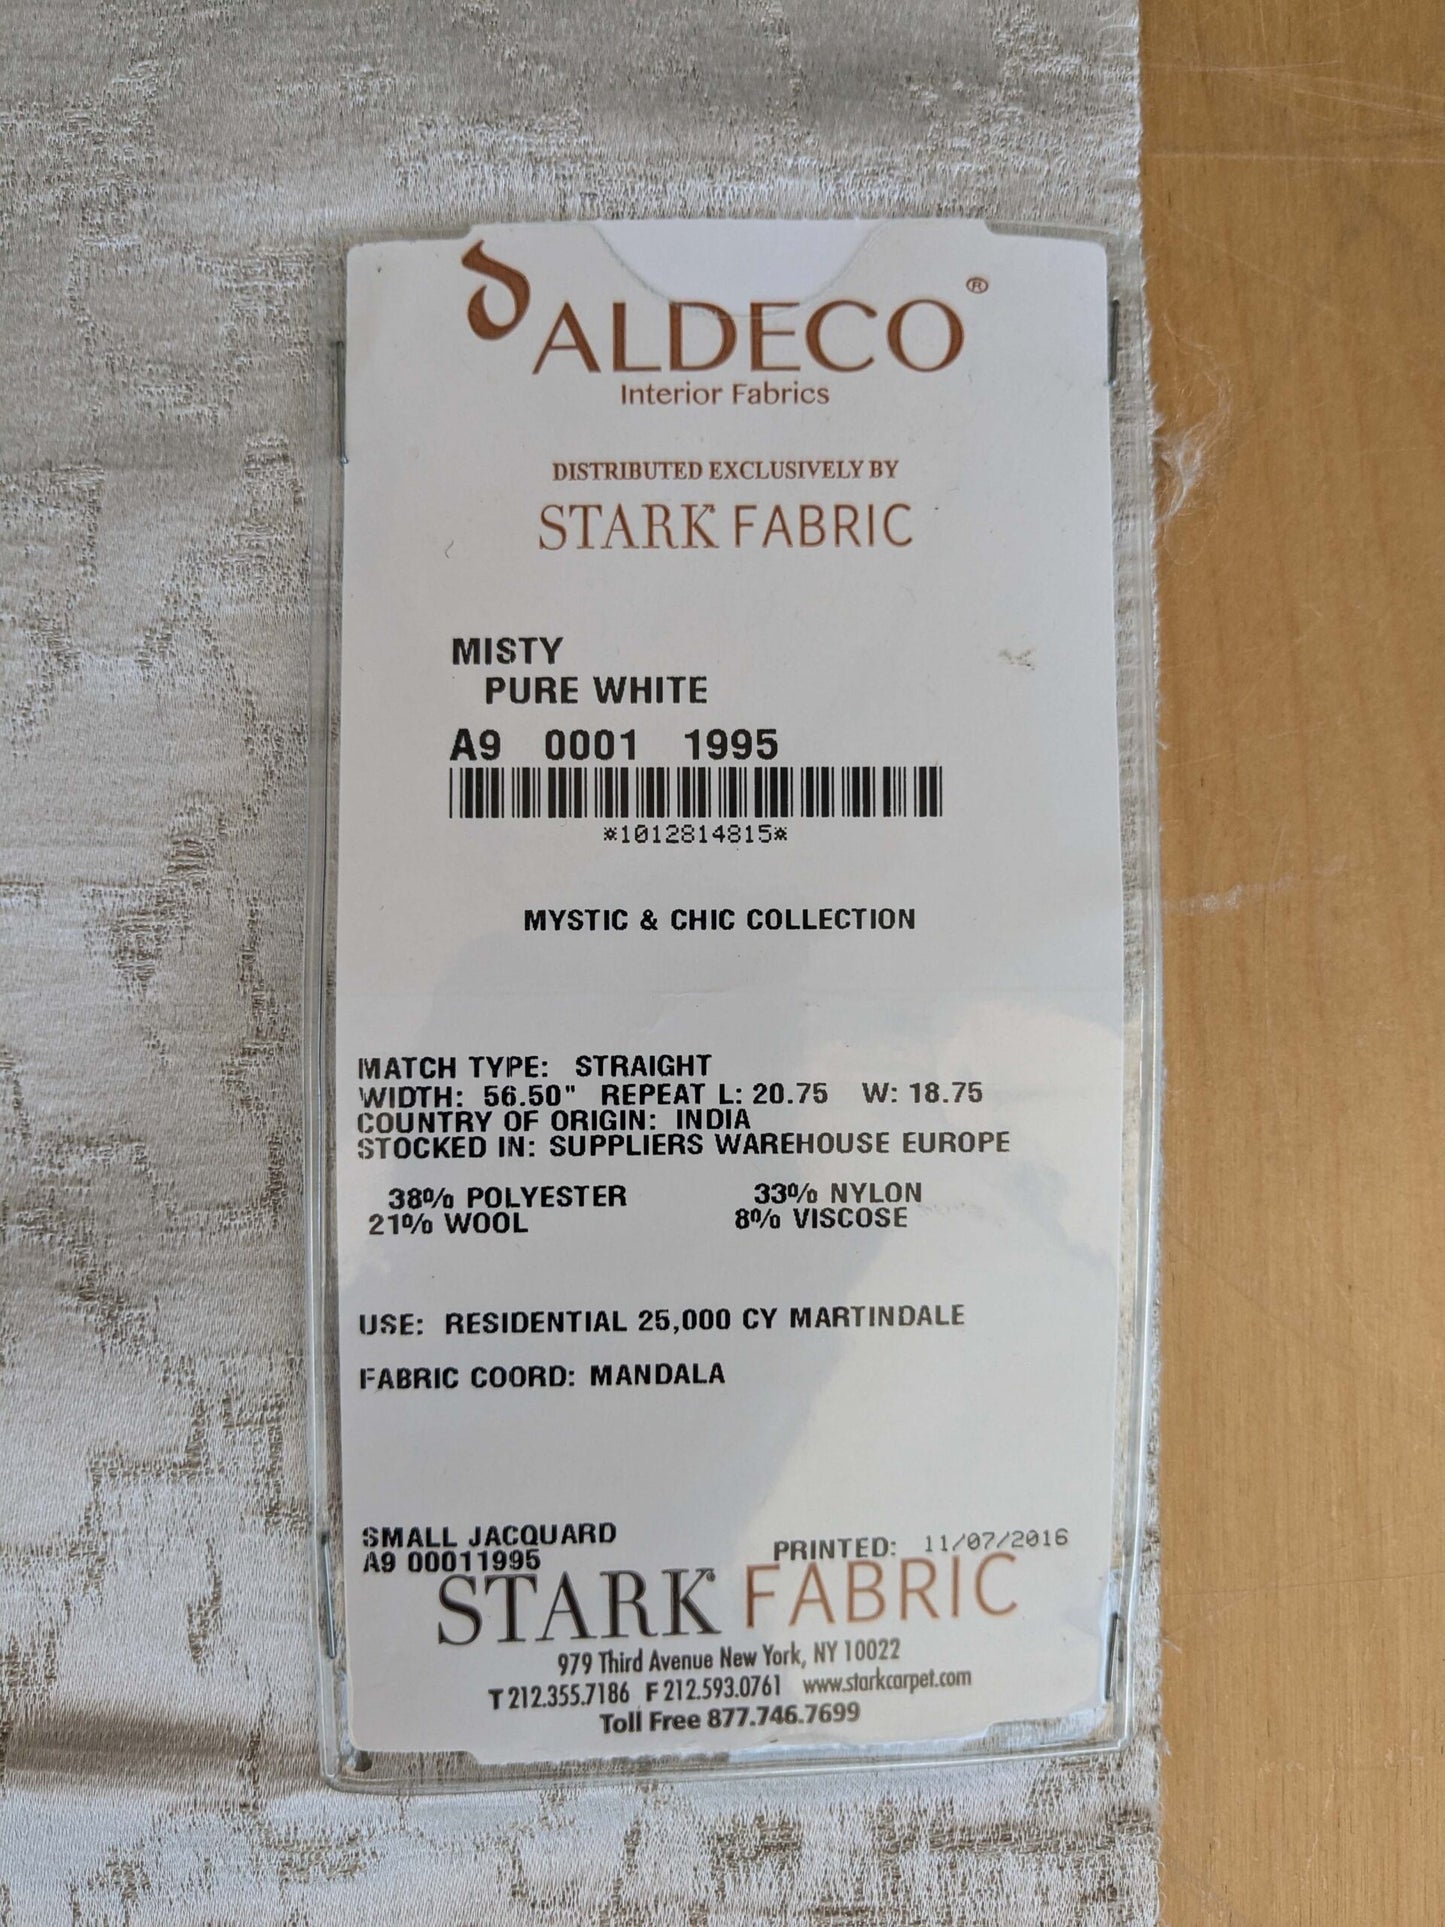 ALDECO®
Interior Fabrics
DISTRIBUTED EXCLUSIVELY BY
STARK FABRIC
MISTY
PURE WHITE
A9 0001 1995
*1012814815*
MYSTIC & CHIC COLLECTION
MATCH TYPE: STRAIGHT
WIDTH: 56.50" REPEAT L: 20.75 W: 18.75
COUNTRY OF ORIGIN: INDIA
STOCKED IN: SUPPLIERS WAREHOUSE EUROPE
38% POLYESTER 33% NYLON
21% WOOL 8% VISCOSE
USE: RESIDENTIAL 25,000 CY MARTINDALE
FABRIC COORD: MANDALA
SMALL JACQUARD PRINTED: 11/07/2016
A9 00011995
STARK FABRIC
979 Third Avenue New York, NY 10022
T 212.355.7186 F 212.593.0761 www.starkcarpet.com
Toll Free 877.746.7699